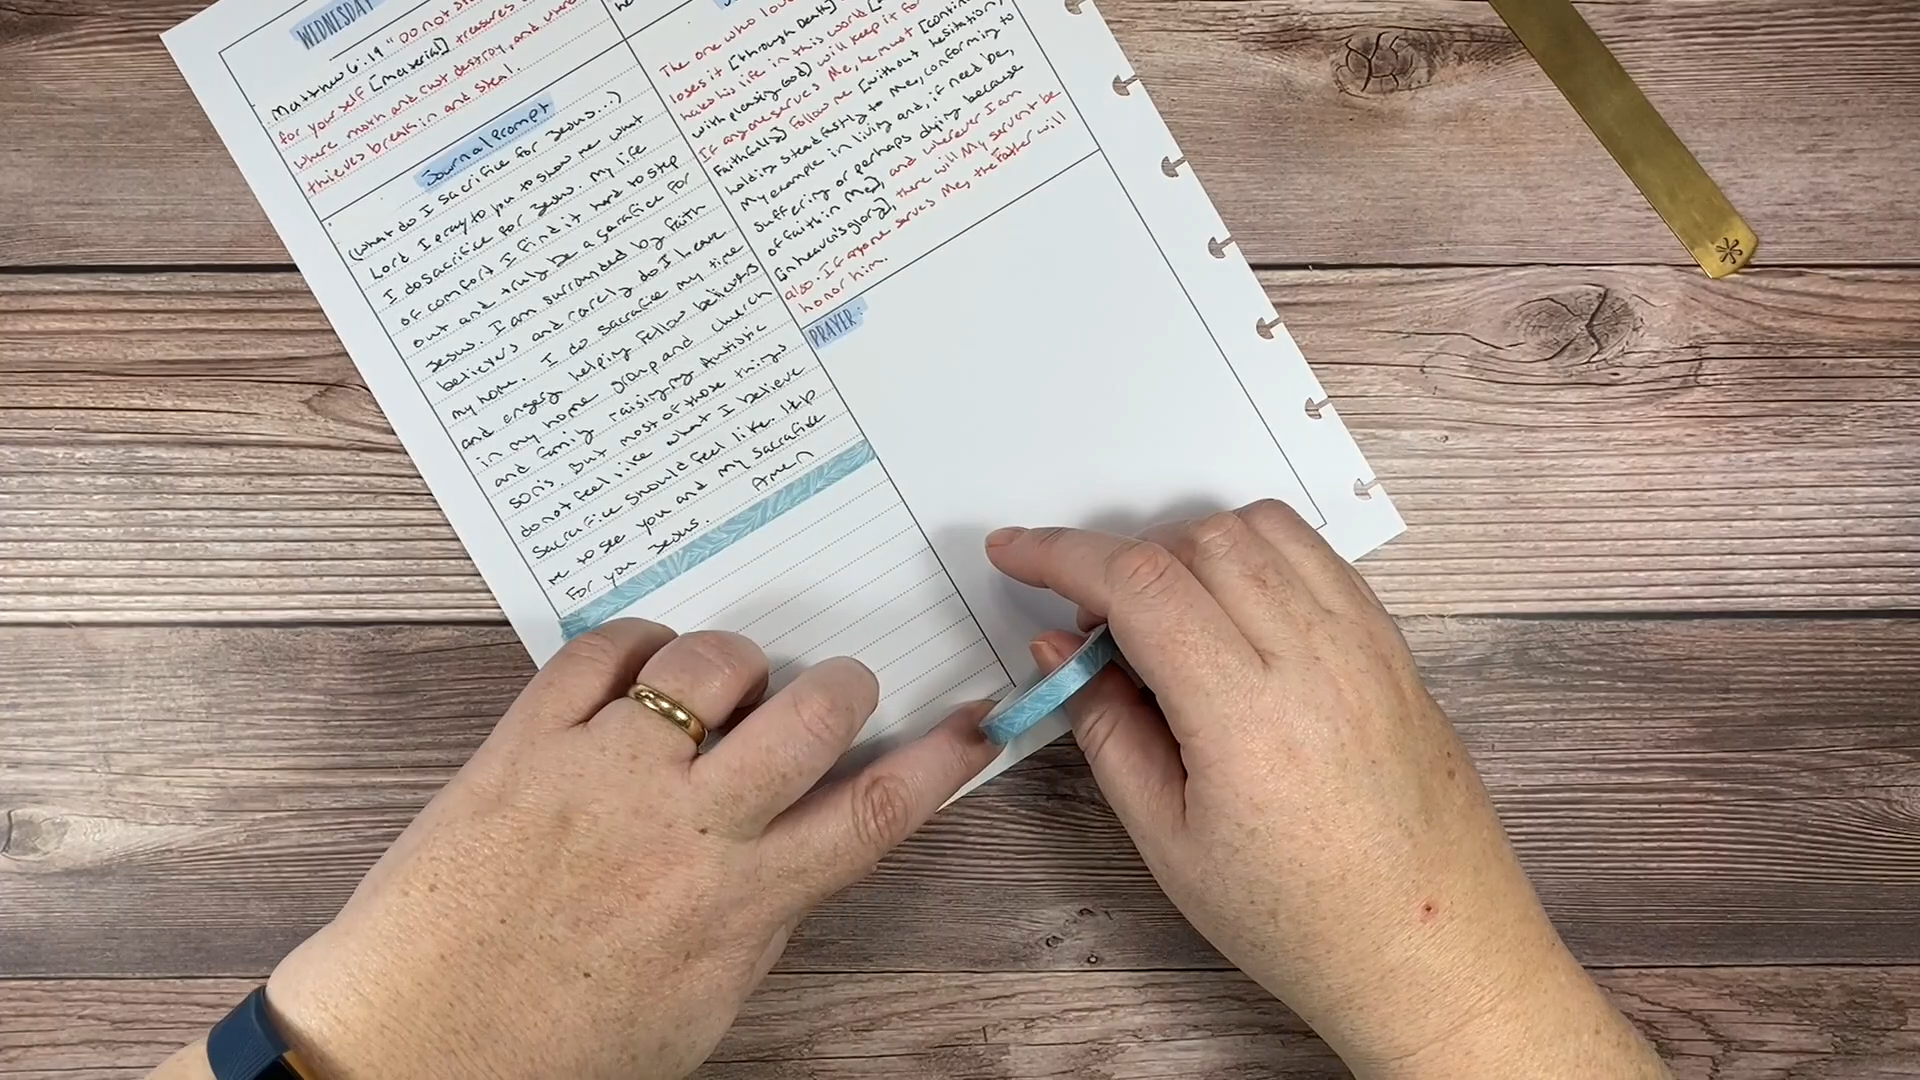 WEDNESDAY
Matthew 6:19 "Do not
for yourself [material] treasures
where moth and rust destroy, and where
thieves break in and steal.
Journal Prompt
(What do I sacrifice for Jesus...)
Lord I pray to you to show me what
I do sacrifice for Jesus. My life
of comfort I find it hard to step
out and truly be a sacrifice for
Jesus. I am surrounded by faith
believers and rarely do I leave
my home. I do sacrifice my time
and energy helping fellow believers
in my home group and church
and family raising my Autistic
sons. But most of those things
do not feel like what I believe
sacrifice should feel like. Help
me to see you and my sacrifice
for you Jesus. Amen
The one who
loses it [through death]
hates his life in this world
with pleasing God] will keep it for
If anyone serves Me, he must
faithfully] follow Me [without hesitation,
holding steadfastly to Me, conforming to
My example in living and, if need be,
suffering or perhaps dying because
of faith in Me], and wherever I am
[in heaven's glory], there will My servant be
also. If anyone serves Me, the Father will
honor him.
PRAYER: